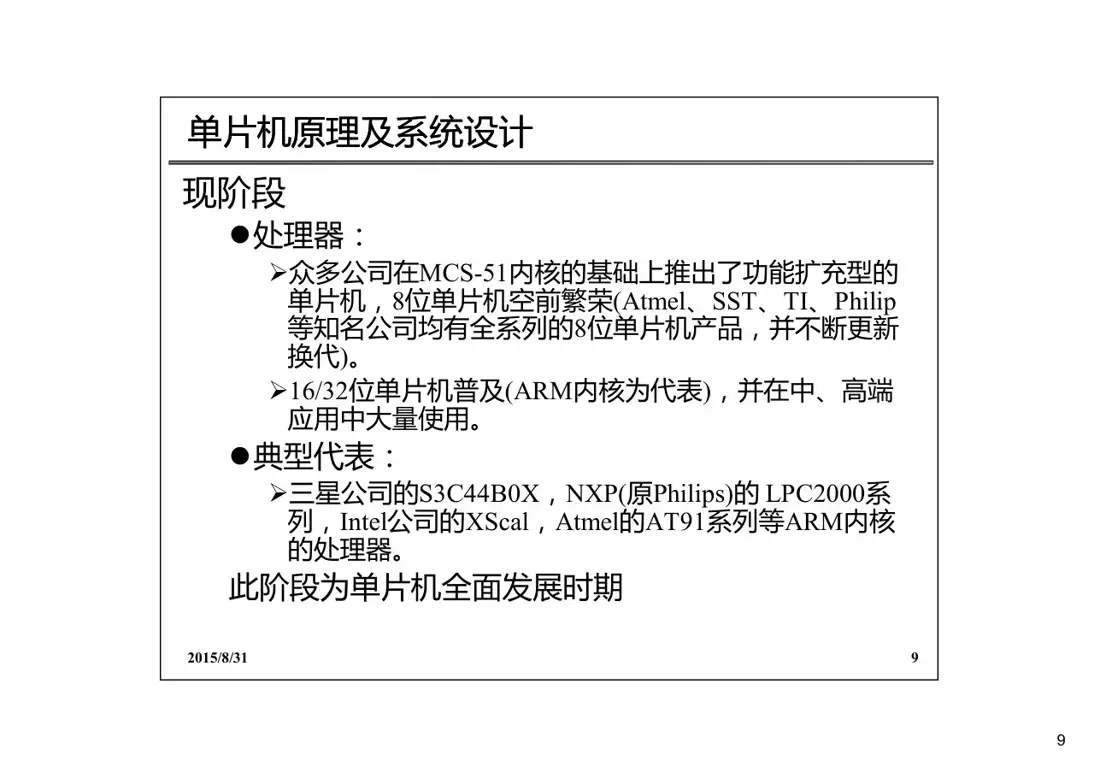 单片机原理及系统设计
现阶段
●处理器：
➢众多公司在MCS-51内核的基础上推出了功能扩充型的
单片机，8位单片机空前繁荣(Atmel、SST、TI、Philip
等知名公司均有全系列的8位单片机产品，并不断更新
换代)。
➢16/32位单片机普及(ARM内核为代表)，并在中、高端
应用中大量使用。
●典型代表：
➢三星公司的S3C44B0X，NXP(原Philips)的 LPC2000系
列，Intel公司的XScal，Atmel的AT91系列等ARM内核
的处理器。
此阶段为单片机全面发展时期
2015/8/31 9
9